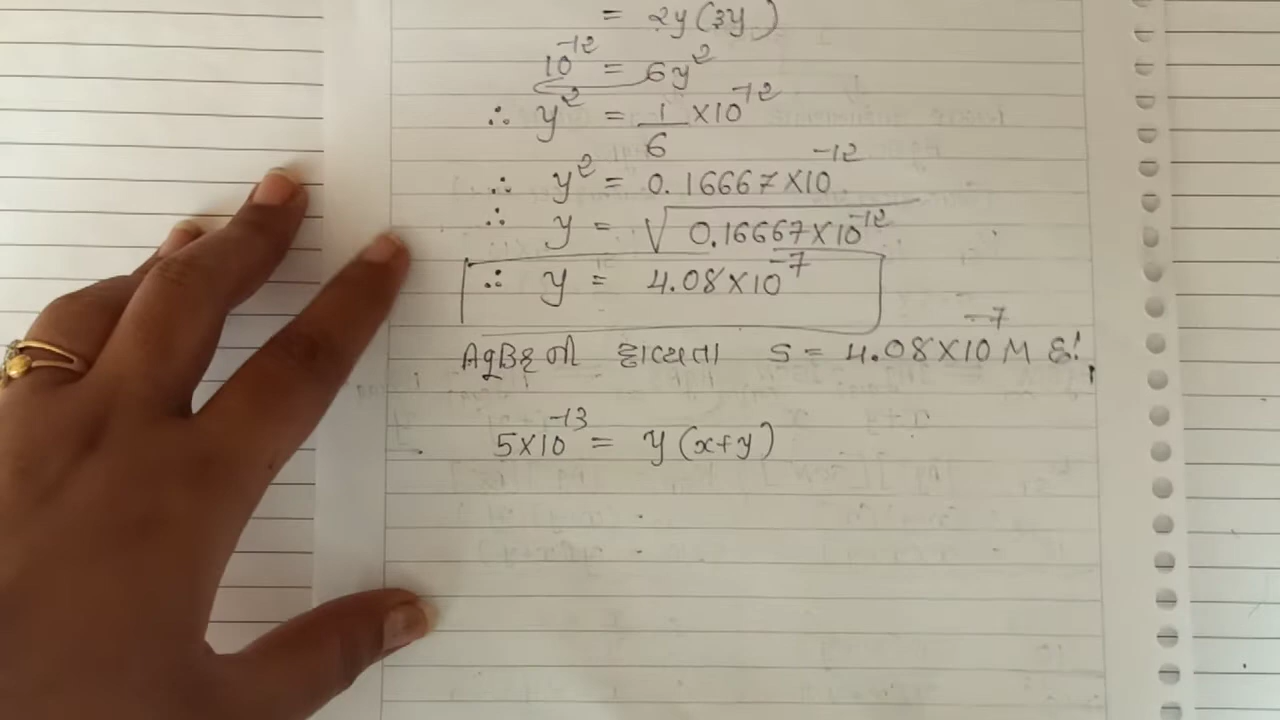 = 2y(3y)
10⁻¹² = 6y²
∴ y² = 1/6 ×10⁻¹²
∴ y² = 0.16667×10⁻¹²
∴ y = √0.16667×10⁻¹²
∴ y = 4.08×10⁻⁷
AgBr ની દ્રાવ્યતા S = 4.08×10⁻⁷ M છે.
5×10⁻¹³ = y(x+y)